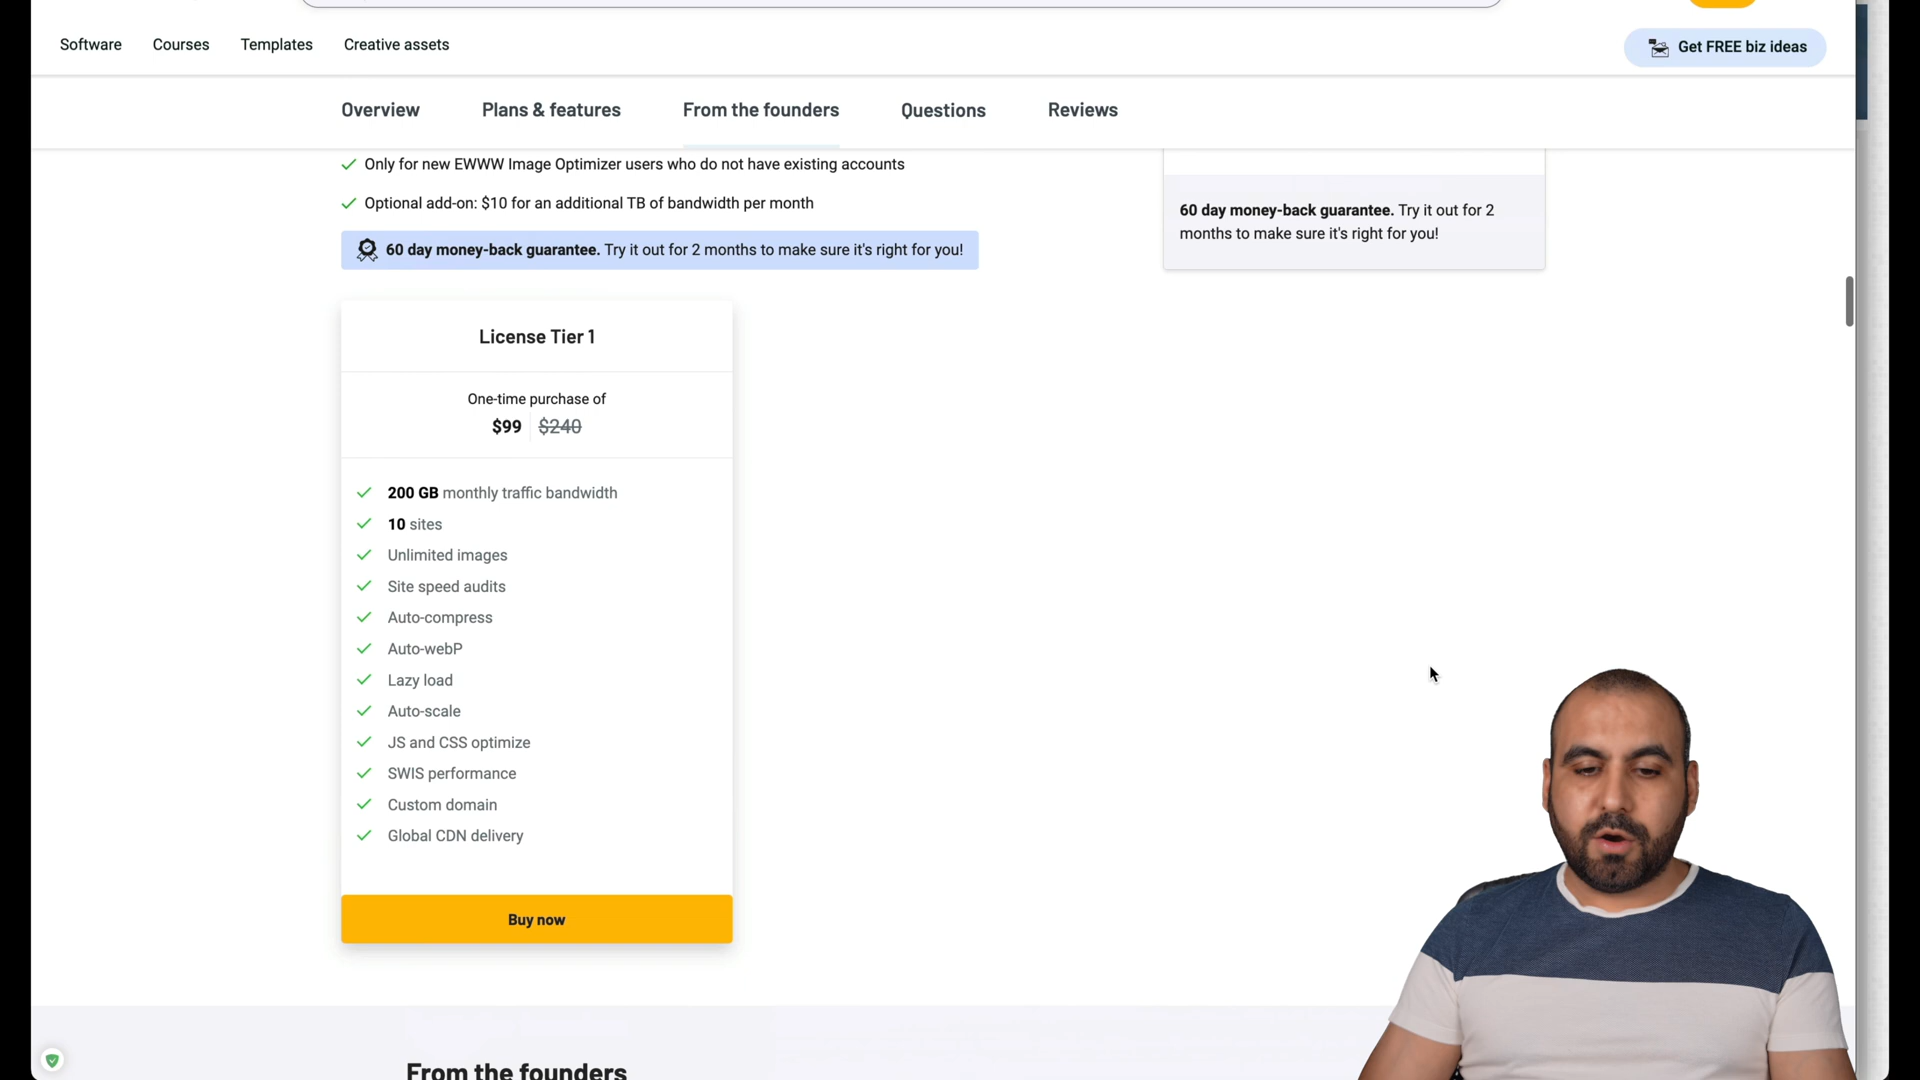 Software Courses Templates Creative assets
Get FREE biz ideas
Overview Plans & features From the founders Questions Reviews
Only for new EWWW Image Optimizer users who do not have existing accounts
Optional add-on: $10 for an additional TB of bandwidth per month
60 day money-back guarantee. Try it out for 2 months to make sure it's right for you!
60 day money-back guarantee. Try it out for 2
months to make sure it's right for you!
License Tier 1
One-time purchase of
$99 $240
200 GB monthly traffic bandwidth
10 sites
Unlimited images
Site speed audits
Auto-compress
Auto-webP
Lazy load
Auto-scale
JS and CSS optimize
SWIS performance
Custom domain
Global CDN delivery
Buy now
From the founders